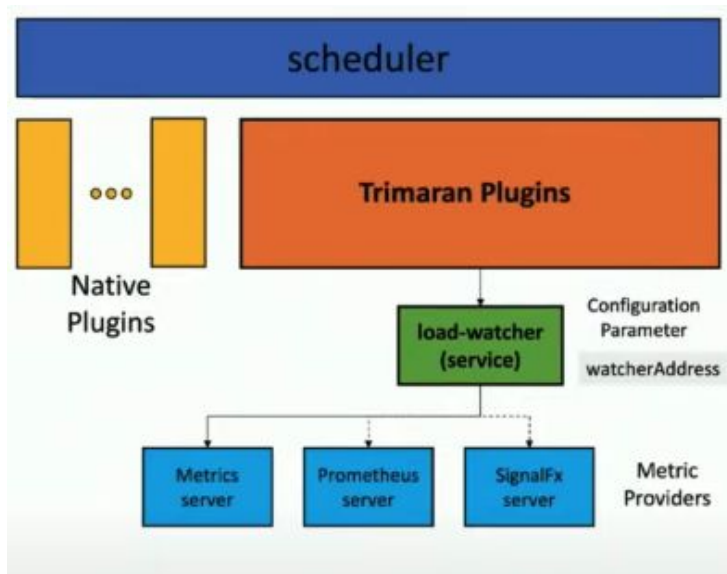 scheduler
Trimaran Plugins
Native
Plugins
load-watcher
(service)
Configuration
Parameter
watcherAddress
Metrics
server
Prometheus
server
SignalFx
server
Metric
Providers